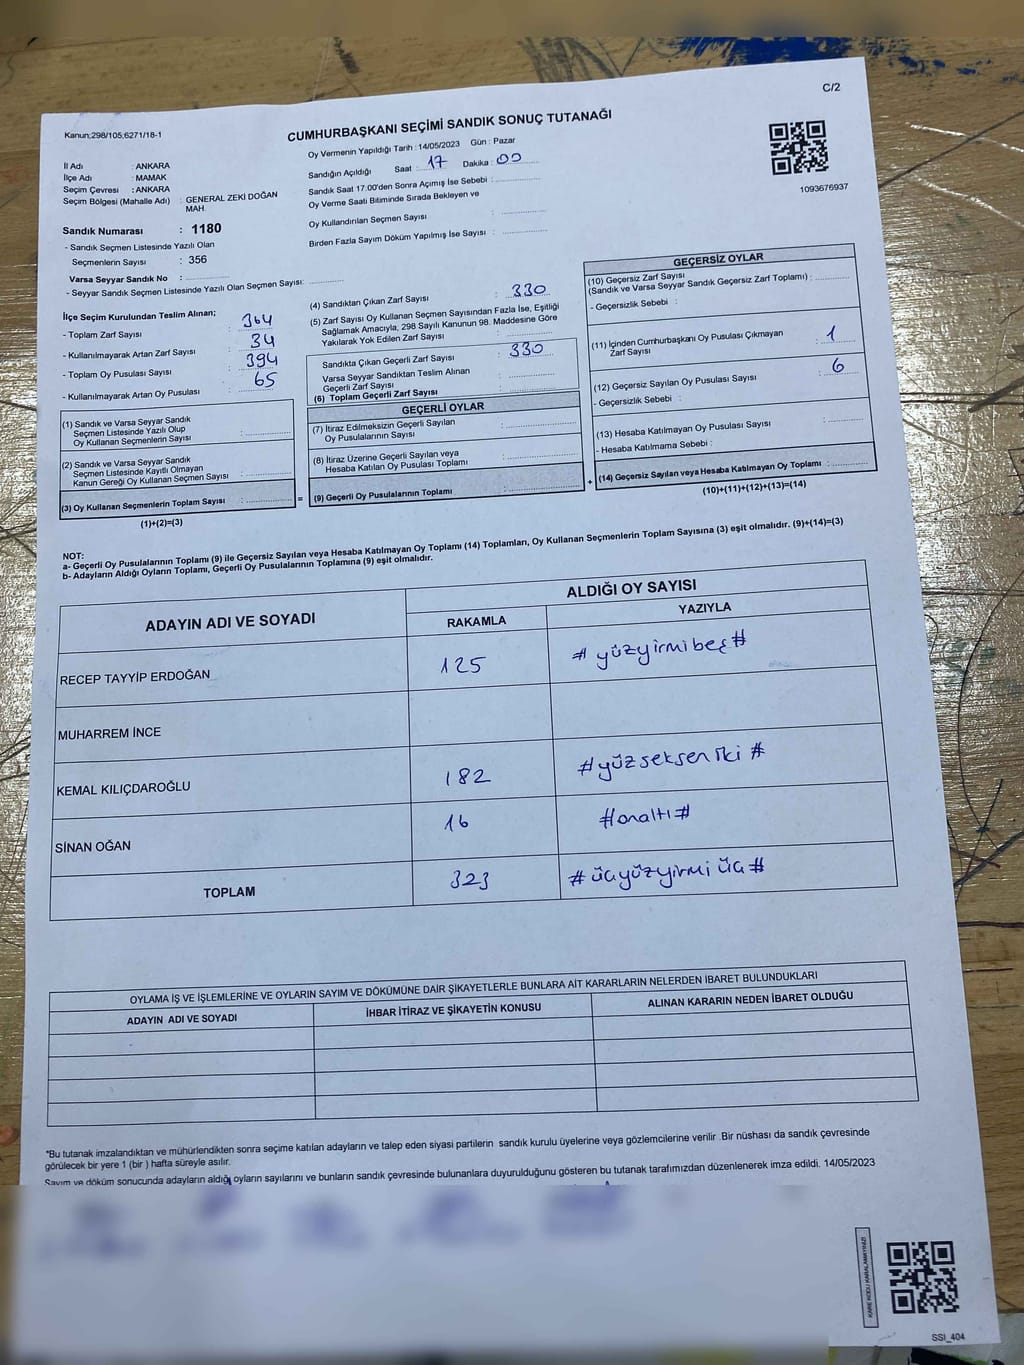 C/2
Kanun:298/105;6271/18-1
CUMHURBAŞKANI SEÇİMİ SANDIK SONUÇ TUTANAĞI
1093676937
İl Adı : ANKARA
İlçe Adı : MAMAK
Seçim Çevresi : ANKARA
Seçim Bölgesi (Mahalle Adı) : GENERAL ZEKİ DOĞAN
MAH.
Sandık Numarası : 1180
- Sandık Seçmen Listesinde Yazılı Olan
Seçmenlerin Sayısı : 356
Varsa Seyyar Sandık No :
- Seyyar Sandık Seçmen Listesinde Yazılı Olan Seçmen Sayısı:
Oy Vermenin Yapıldığı Tarih : 14/05/2023 Gün : Pazar
Sandığın Açıldığı Saat : 17 Dakika : 00
Sandık Saat 17.00'den Sonra Açımış İse Sebebi :
Oy Verme Saati Bitiminde Sırada Bekleyen ve
Oy Kullandırılan Seçmen Sayısı :
Birden Fazla Sayım Döküm Yapılmış İse Sayısı :
İlçe Seçim Kurulundan Teslim Alınan;
- Toplam Zarf Sayısı : 364
- Kullanılmayarak Artan Zarf Sayısı : 34
- Toplam Oy Pusulası Sayısı : 394
- Kullanılmayarak Artan Oy Pusulası : 65
(1) Sandık ve Varsa Seyyar Sandık
Seçmen Listesinde Yazılı Olup
Oy Kullanan Seçmenlerin Sayısı :
(2) Sandık ve Varsa Seyyar Sandık
Seçmen Listesinde Kayıtlı Olmayan
Kanun Gereği Oy Kullanan Seçmen Sayısı :
(3) Oy Kullanan Seçmenlerin Toplam Sayısı :
=
(1)+(2)=(3)
(4) Sandıktan Çıkan Zarf Sayısı : 330
(5) Zarf Sayısı Oy Kullanan Seçmen Sayısından Fazla İse, Eşitliği
Sağlamak Amacıyla, 298 Sayılı Kanunun 98. Maddesine Göre
Yakılarak Yok Edilen Zarf Sayısı :
Sandıkta Çıkan Geçerli Zarf Sayısı : 330
Varsa Seyyar Sandıktan Teslim Alınan
Geçerli Zarf Sayısı :
(6) Toplam Geçerli Zarf Sayısı :
GEÇERLİ OYLAR
(7) İtiraz Edilmeksizin Geçerli Sayılan
Oy Pusulalarının Sayısı :
(8) İtiraz Üzerine Geçerli Sayılan veya
Hesaba Katılan Oy Pusulası Toplamı :
(9) Geçerli Oy Pusulalarının Toplamı :
+
GEÇERSİZ OYLAR
(10) Geçersiz Zarf Sayısı
(Sandık ve Varsa Seyyar Sandık Geçersiz Zarf Toplamı) :
- Geçersizlik Sebebi :
(11) İçinden Cumhurbaşkanı Oy Pusulası Çıkmayan
Zarf Sayısı : 1
(12) Geçersiz Sayılan Oy Pusulası Sayısı : 6
- Geçersizlik Sebebi :
(13) Hesaba Katılmayan Oy Pusulası Sayısı :
- Hesaba Katılmama Sebebi :
(14) Geçersiz Sayılan veya Hesaba Katılmayan Oy Toplamı :
(10)+(11)+(12)+(13)=(14)
NOT:
a- Geçerli Oy Pusulalarının Toplamı (9) ile Geçersiz Sayılan veya Hesaba Katılmayan Oy Toplamı (14) Toplamları, Oy Kullanan Seçmenlerin Toplam Sayısına (3) eşit olmalıdır. (9)+(14)=(3)
b- Adayların Aldığı Oyların Toplamı, Geçerli Oy Pusulalarının Toplamına (9) eşit olmalıdır.
ADAYIN ADI VE SOYADI
ALDIĞI OY SAYISI
RAKAMLA YAZIYLA
RECEP TAYYİP ERDOĞAN 125 # yüzyirmibeş #
MUHARREM İNCE
KEMAL KILIÇDAROĞLU 182 #yüzseksen iki #
SİNAN OĞAN 16 #onaltı #
TOPLAM 323 # üçyüzyirmi üç #
OYLAMA İŞ VE İŞLEMLERİNE VE OYLARIN SAYIM VE DÖKÜMÜNE DAİR ŞİKAYETLERLE BUNLARA AİT KARARLARIN NELERDEN İBARET BULUNDUKLARI
ADAYIN ADI VE SOYADI İHBAR İTİRAZ VE ŞİKAYETİN KONUSU ALINAN KARARIN NEDEN İBARET OLDUĞU
*Bu tutanak imzalandıktan ve mühürlendikten sonra seçime katılan adayların ve talep eden siyasi partilerin sandık kurulu üyelerine veya gözlemcilerine verilir .Bir nüshası da sandık çevresinde
görülecek bir yere 1 (bir ) hafta süreyle asılır.
Sayım ve döküm sonucunda adayların aldığı oyların sayılarını ve bunların sandık çevresinde bulunanlara duyurulduğunu gösteren bu tutanak tarafımızdan düzenlenerek imza edildi. 14/05/2023
KARE KODU KARALAMAYINIZ!
SSI_404